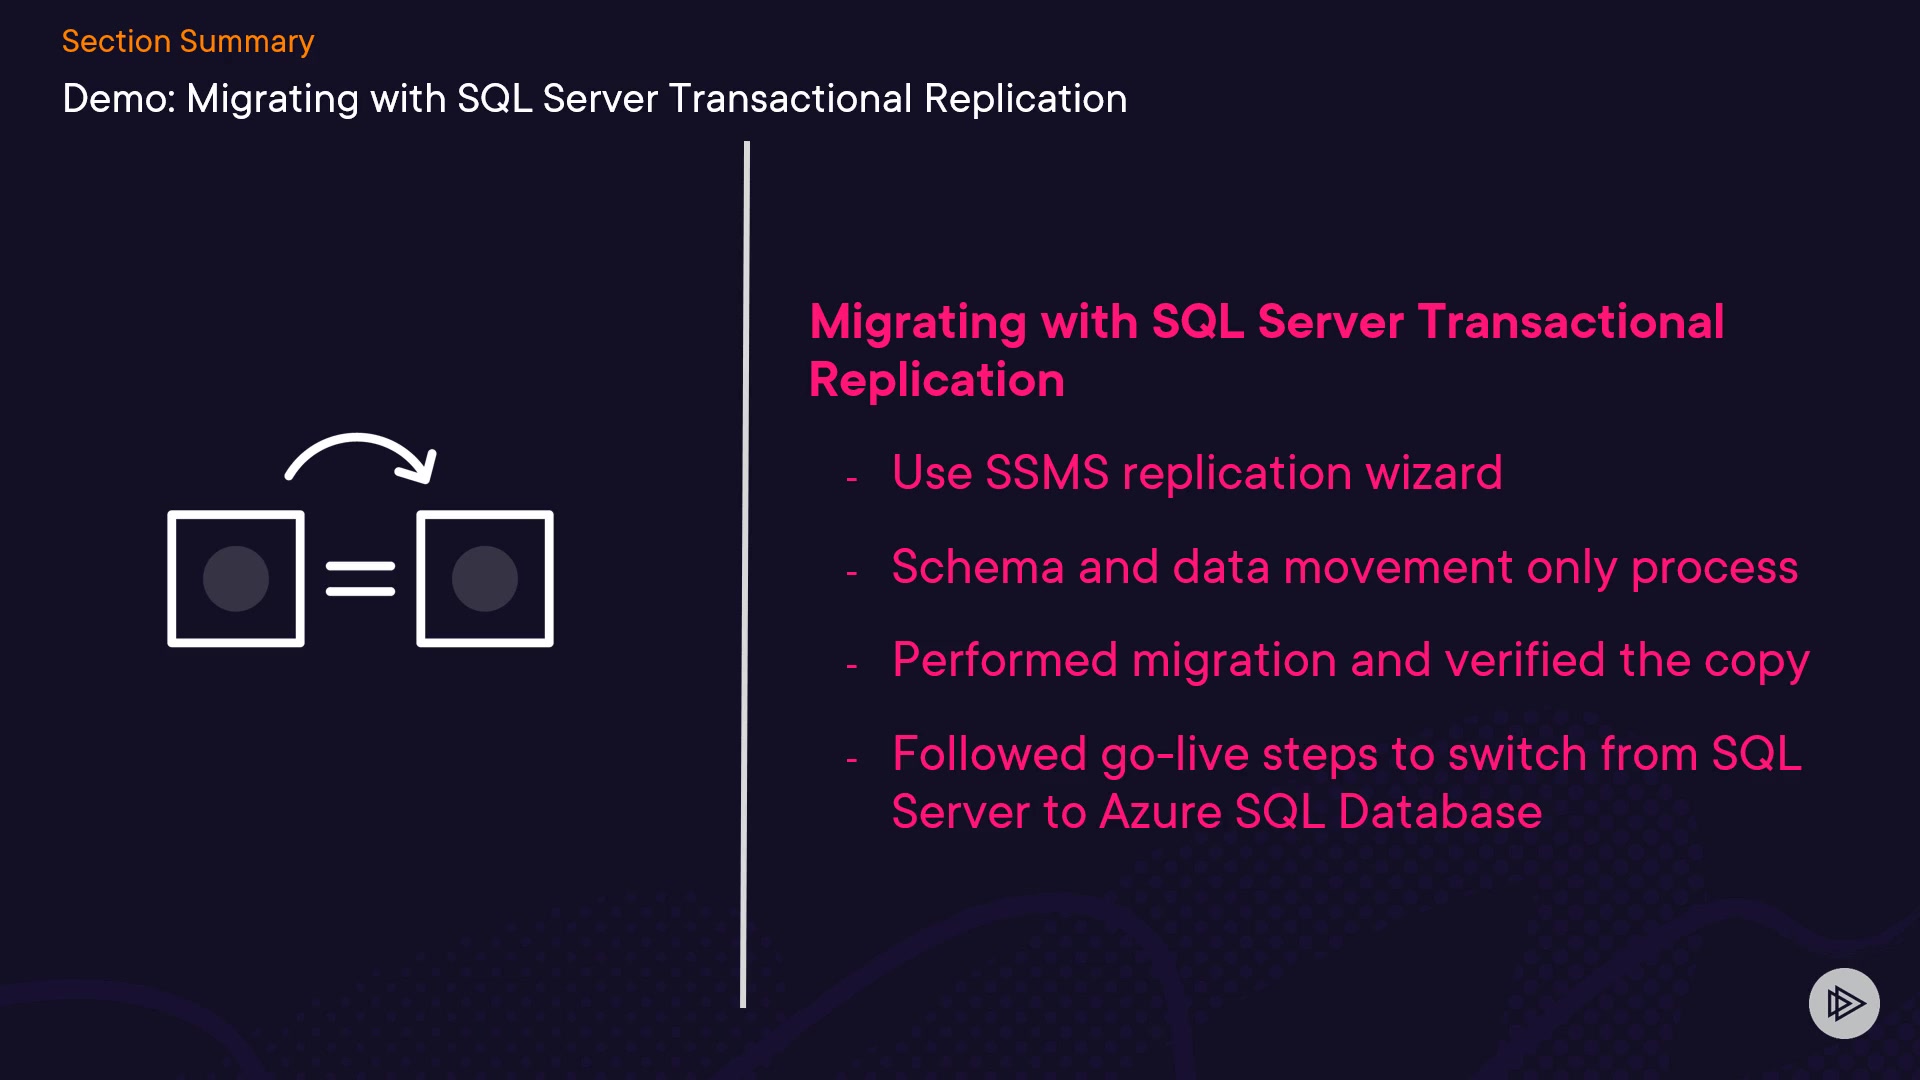 Section Summary
Demo: Migrating with SQL Server Transactional Replication
Migrating with SQL Server Transactional
Replication
- Use SSMS replication wizard
- Schema and data movement only process
- Performed migration and verified the copy
- Followed go-live steps to switch from SQL
Server to Azure SQL Database